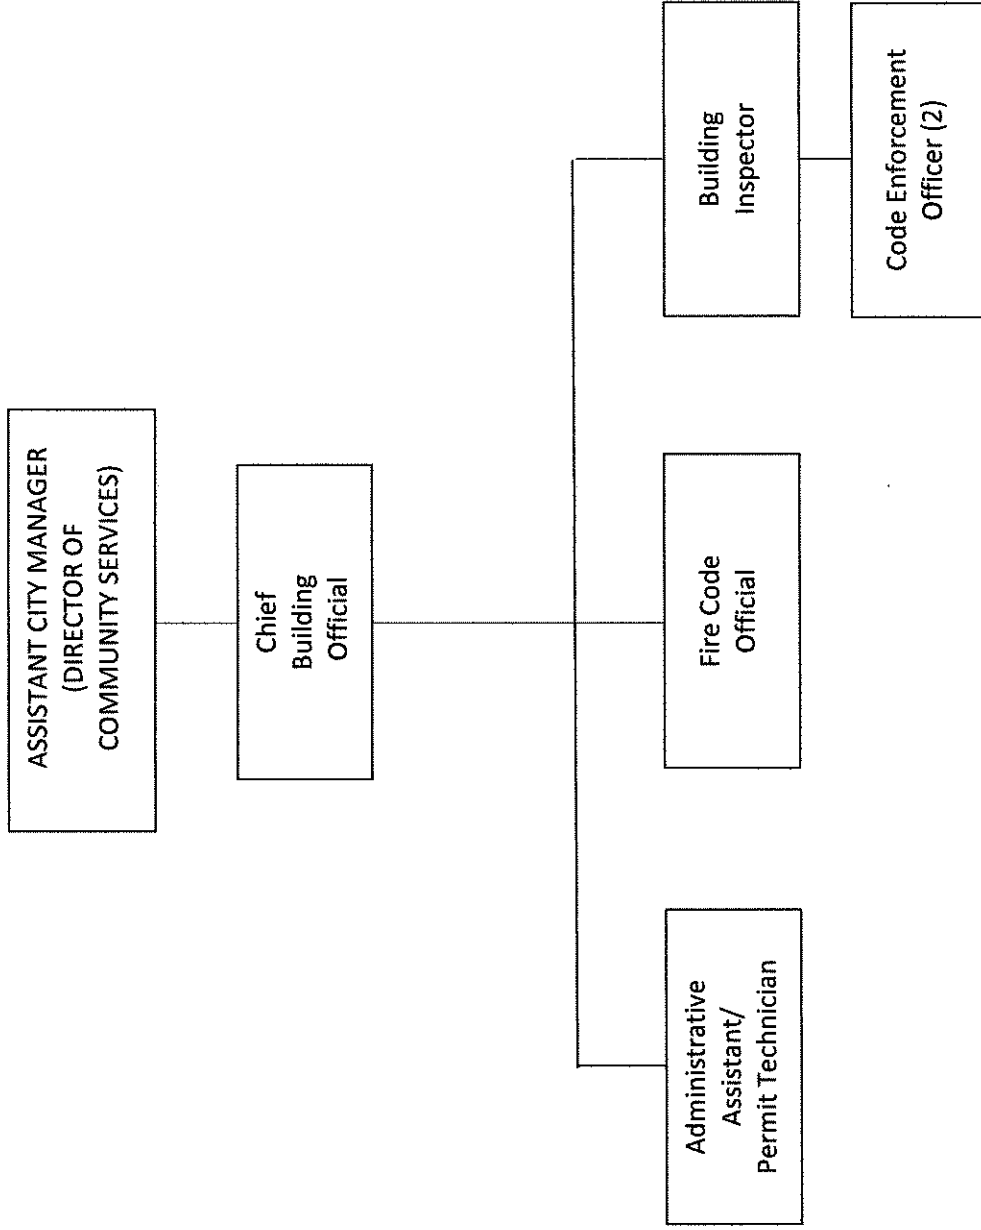 ASSISTANT CITY MANAGER
(DIRECTOR OF
COMMUNITY SERVICES)
Chief
Building
Official
Administrative
Assistant/
Permit Technician
Fire Code
Official
Building
Inspector
Code Enforcement
Officer (2)